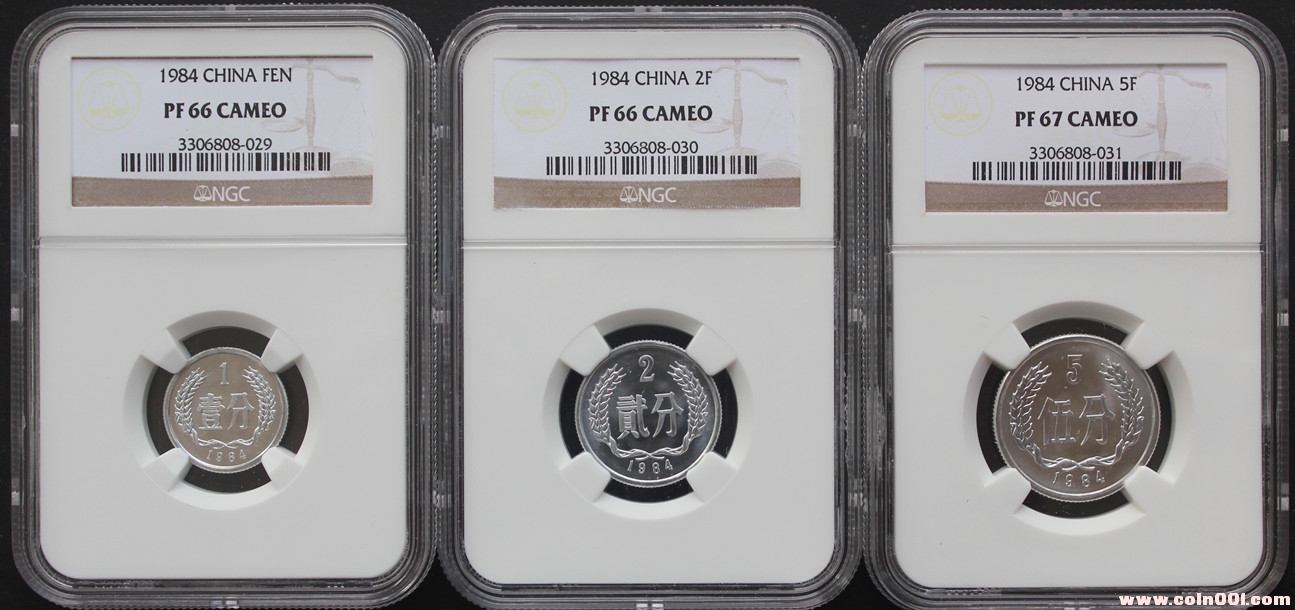 1984 CHINA FEN
PF 66 CAMEO
3306808-029
NGC
1
壹分
1984
1984 CHINA 2F
PF 66 CAMEO
3306808-030
NGC
2
貳分
1984
1984 CHINA 5F
PF 67 CAMEO
3306808-031
NGC
5
伍分
1984
www.coin001.com